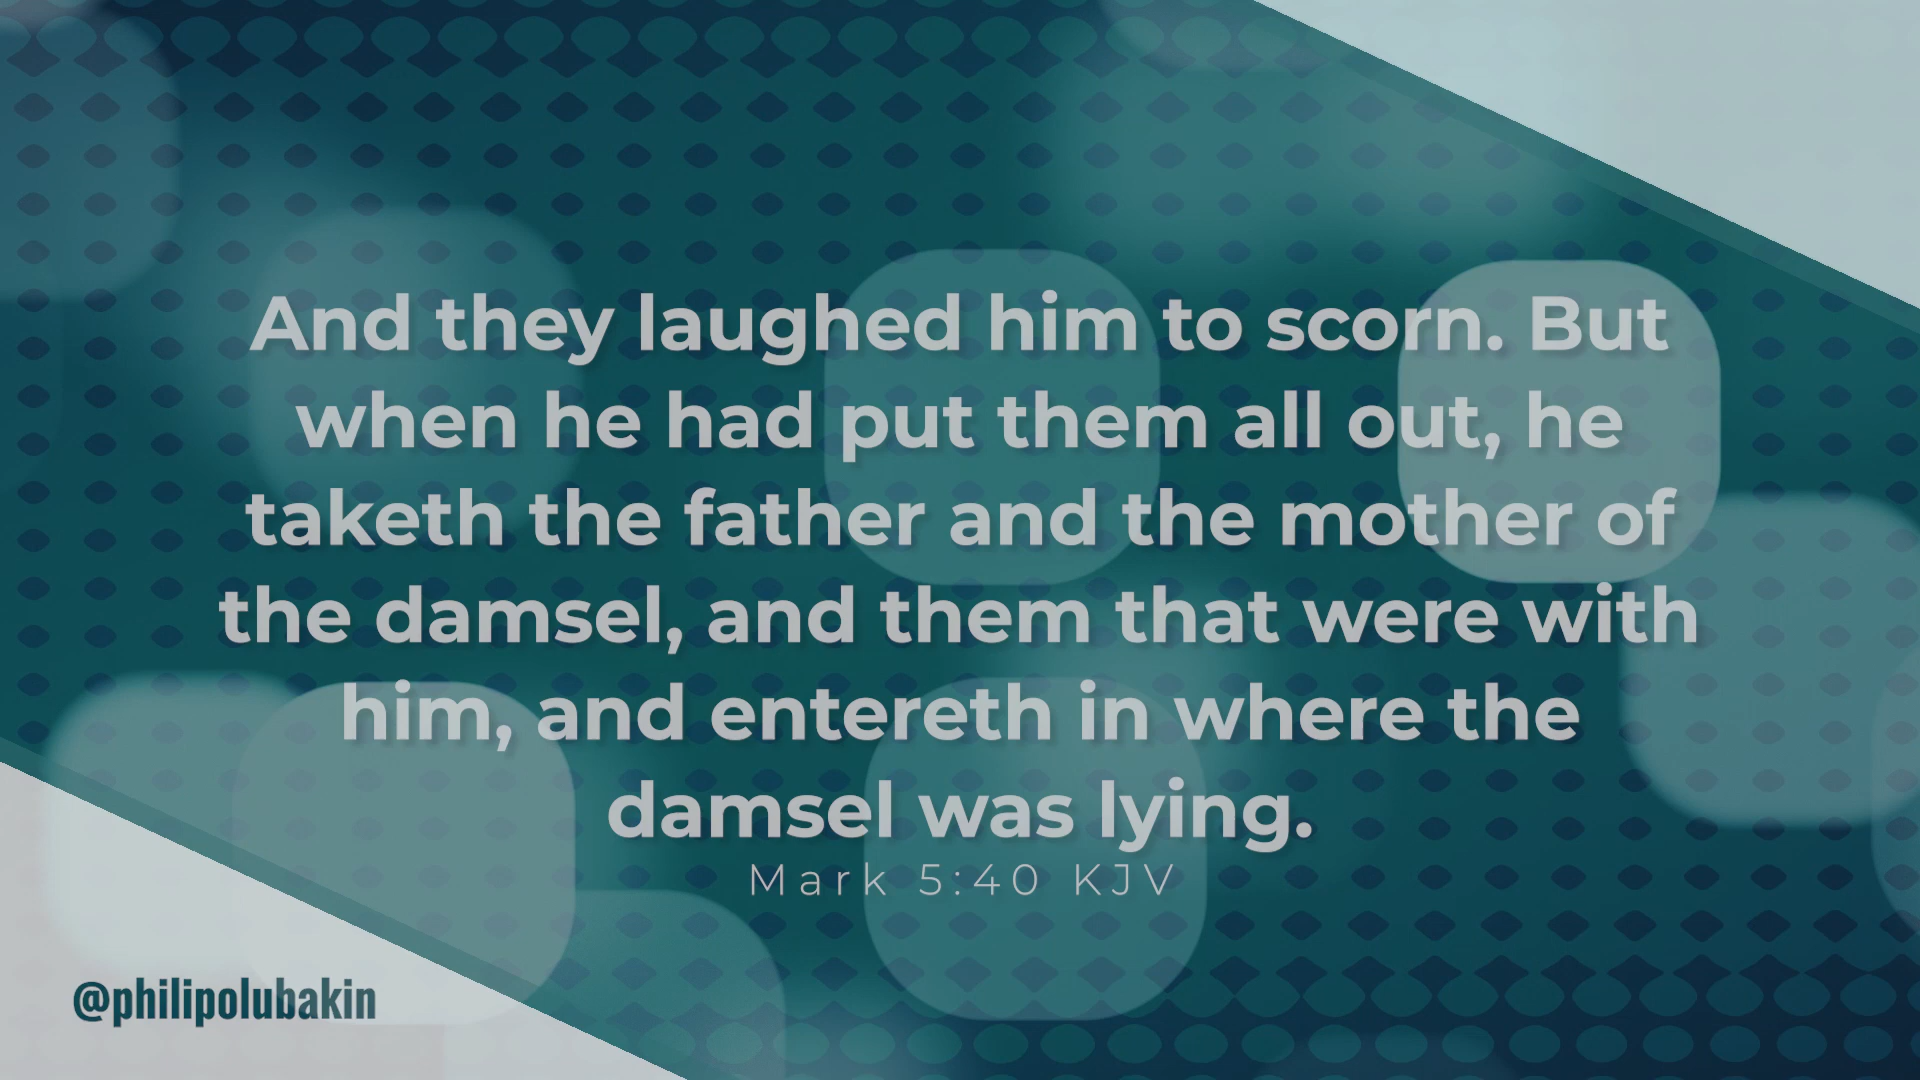 And they laughed him to scorn. But
when he had put them all out, he
taketh the father and the mother of
the damsel, and them that were with
him, and entereth in where the
damsel was lying.
Mark 5:40 KJV
@philipolubakin